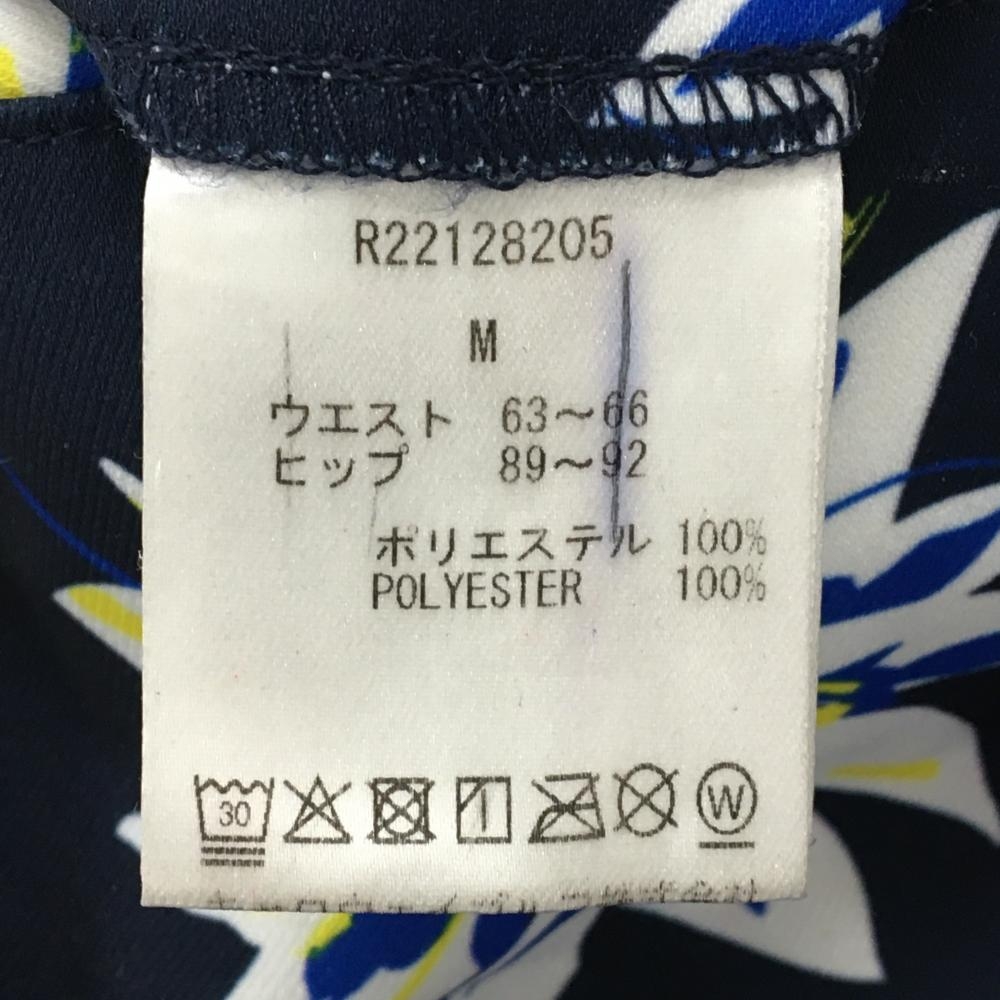 R22128205
M
ウエスト 63～66
ヒップ 89～92
ポリエステル 100%
POLYESTER 100%
30
W